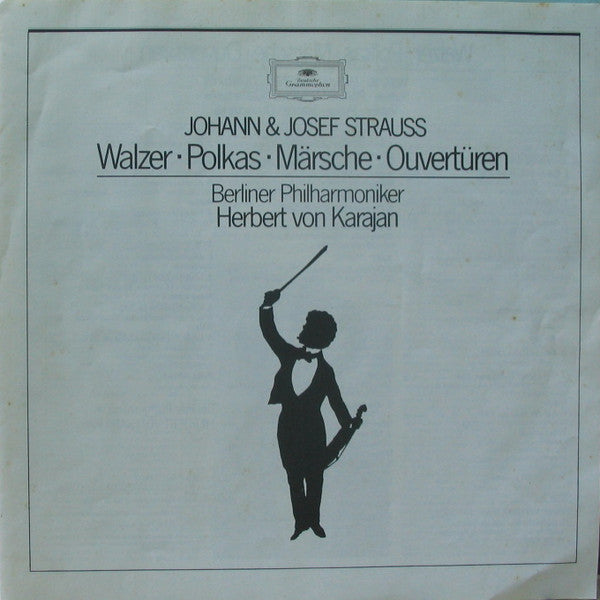 Deutsche
Grammophon
JOHANN & JOSEF STRAUSS
Walzer · Polkas · Märsche · Ouvertüren
Berliner Philharmoniker
Herbert von Karajan